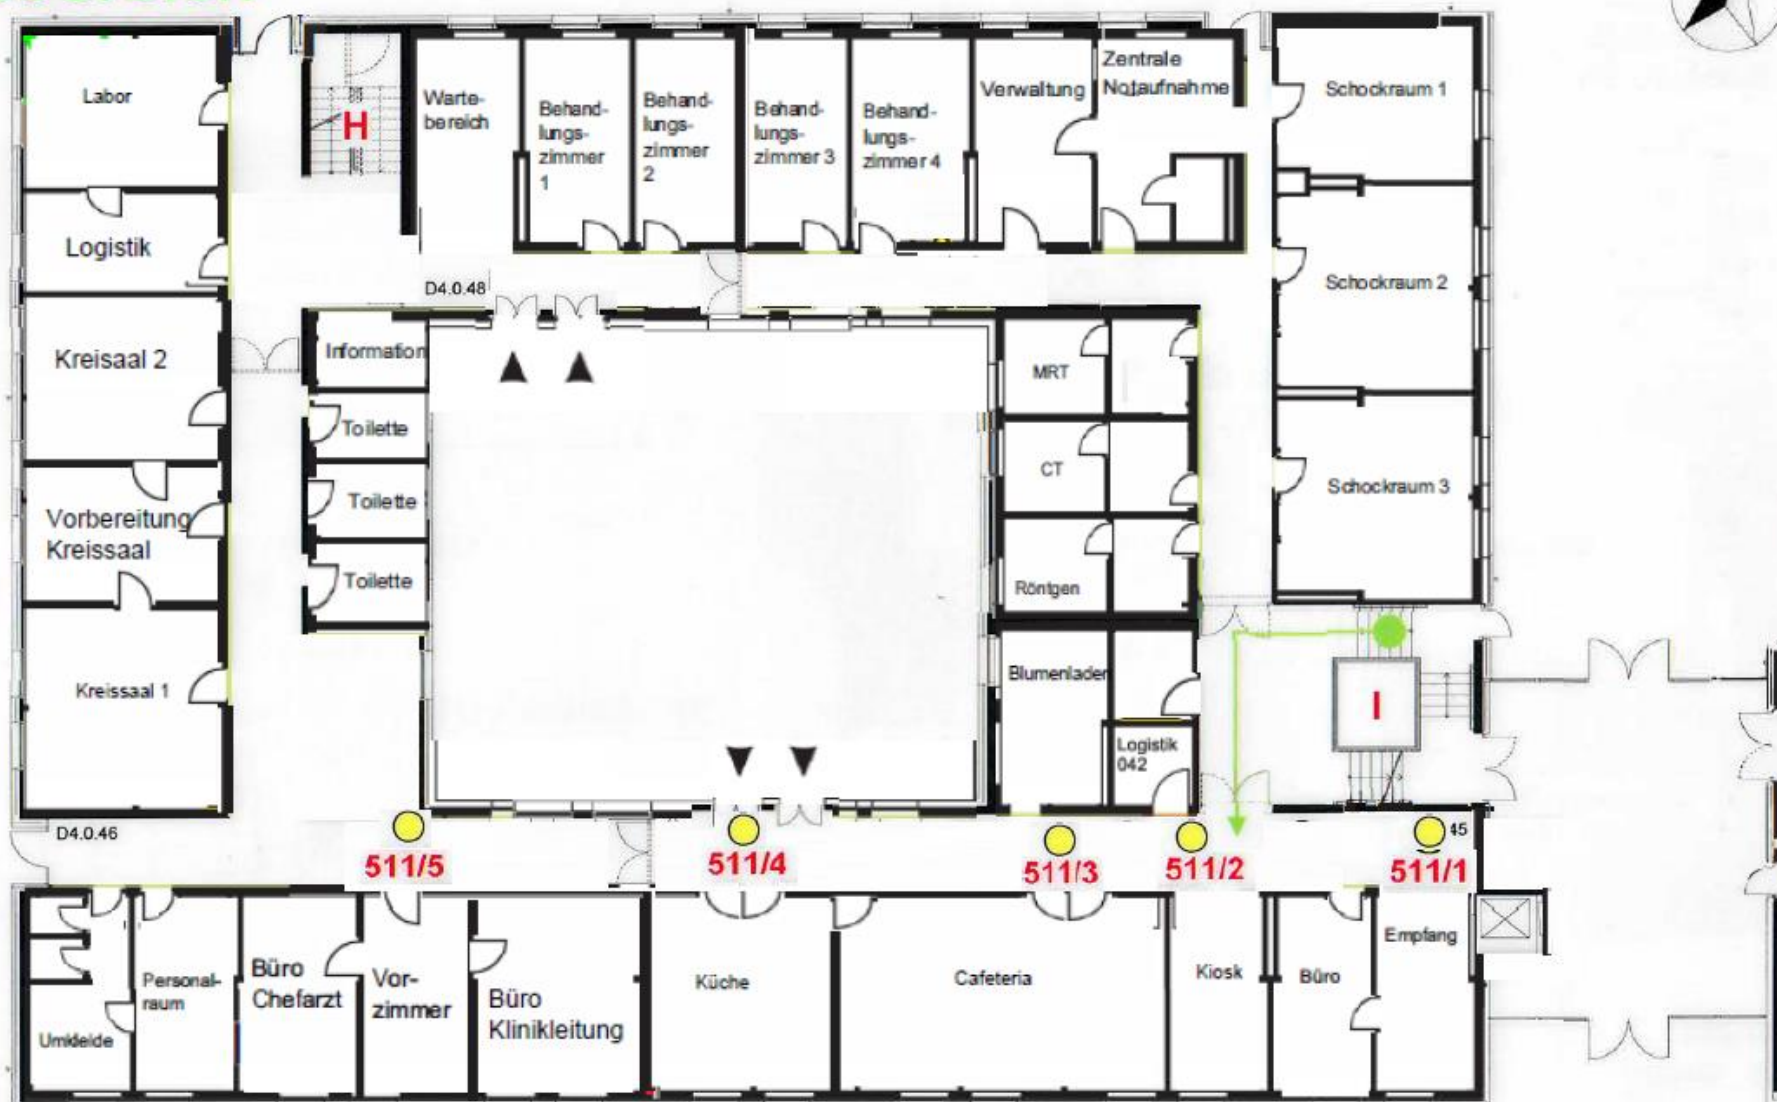 Labor
H
Warte-
bereich
Behand-
lungs-
zimmer
1
Behand-
lungs-
zimmer
2
Behand-
lungs-
zimmer 3
Behand-
lungs-
zimmer 4
Verwaltung
Zentrale
Notaufnahme
Schockraum 1
Logistik
D4.0.48
Schockraum 2
Kreisaal 2
Information
MRT
Toilette
CT
Toilette
Schockraum 3
Vorbereitung
Kreissaal
Toilette
Röntgen
Kreissaal 1
Blumenladen
Logistik
042
I
D4.0.46
45
511/5
511/4
511/3
511/2
511/1
Umkleide
Personal-
raum
Büro
Chefarzt
Vor-
zimmer
Büro
Klinikleitung
Küche
Cafeteria
Kiosk
Büro
Empfang